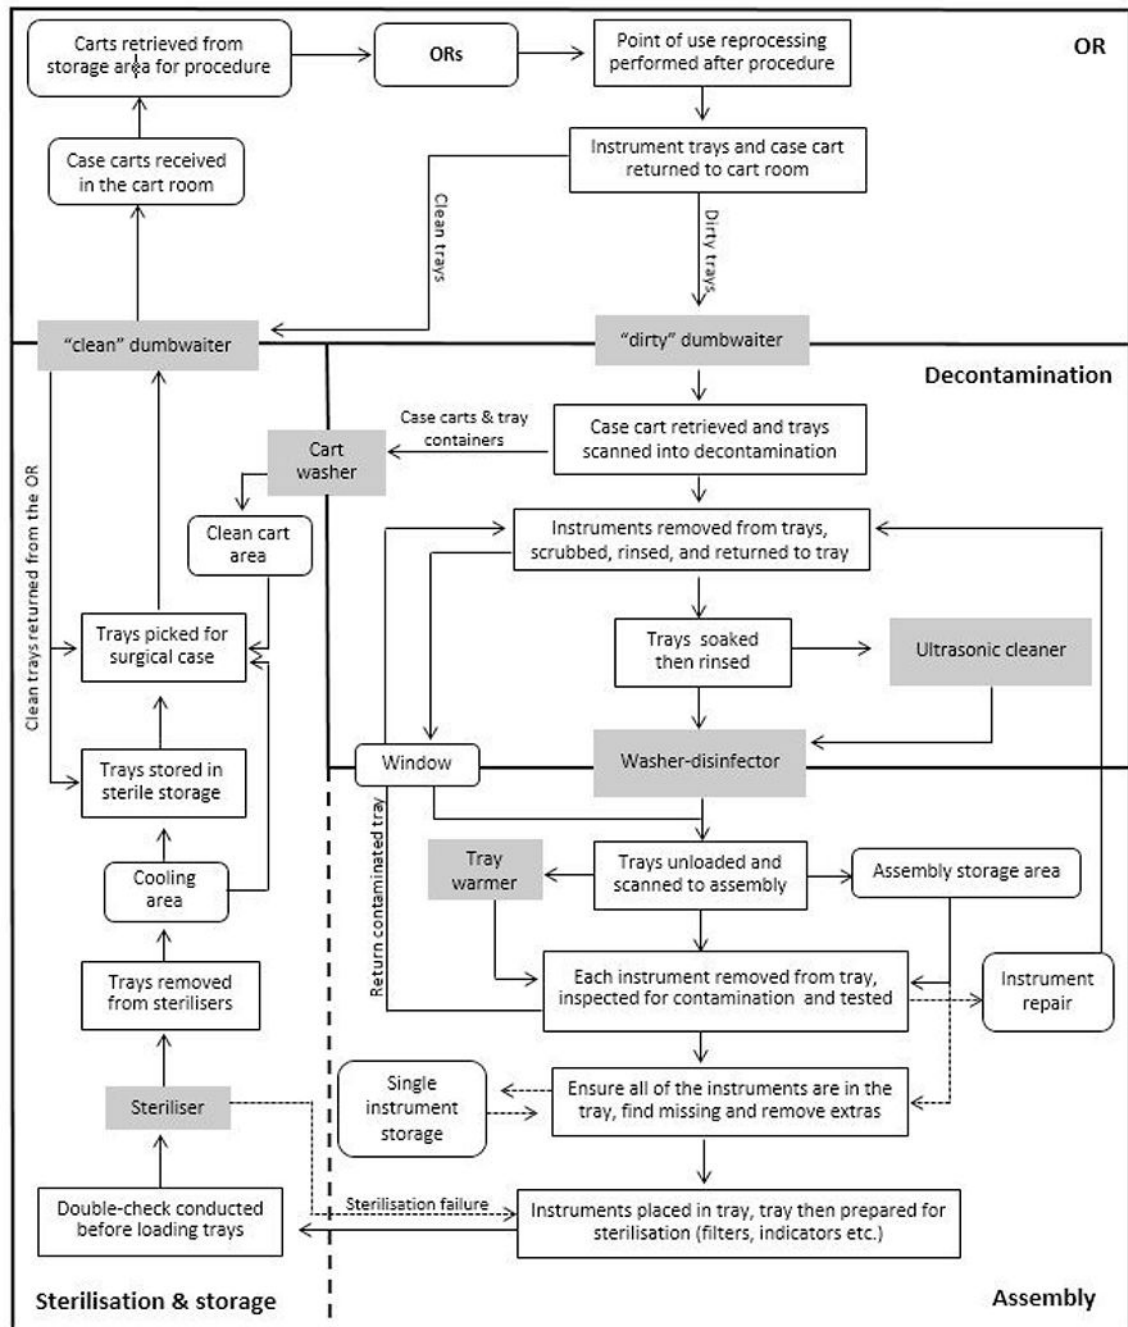 Carts retrieved from
storage area for procedure
ORs
Point of use reprocessing
performed after procedure
OR
Case carts received
in the cart room
Instrument trays and case cart
returned to cart room
Clean trays
Dirty trays
"clean" dumbwaiter
"dirty" dumbwaiter
Decontamination
Case carts & tray
containers
Case cart retrieved and trays
scanned into decontamination
Cart
washer
Clean trays returned from the OR
Clean cart
area
Instruments removed from trays,
scrubbed, rinsed, and returned to tray
Trays picked for
surgical case
Trays soaked
then rinsed
Ultrasonic cleaner
Trays stored in
sterile storage
Window
Washer-disinfector
Return contaminated tray
Cooling
area
Tray
warmer
Trays unloaded and
scanned to assembly
Assembly storage area
Trays removed
from sterilisers
Each instrument removed from tray,
inspected for contamination and tested
Instrument
repair
Steriliser
Single
instrument
storage
Ensure all of the instruments are in the
tray, find missing and remove extras
Double-check conducted
before loading trays
Sterilisation failure
Instruments placed in tray, tray then prepared for
sterilisation (filters, indicators etc.)
Sterilisation & storage
Assembly